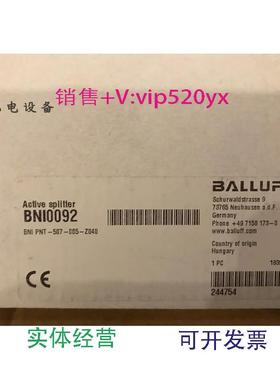 电设备
销售+V:vip520yx
Active splitter
BNI0092
BNI PNT-507-005-Z040
BALLUFF
Schurwaldstrasse 9
73765 Neuhausen a.d.F.
Germany
Phone +49 7158 173-0
www.balluff.com
Country of origin
Hungary
1 PC
244754
CE
实体经营
可开发票